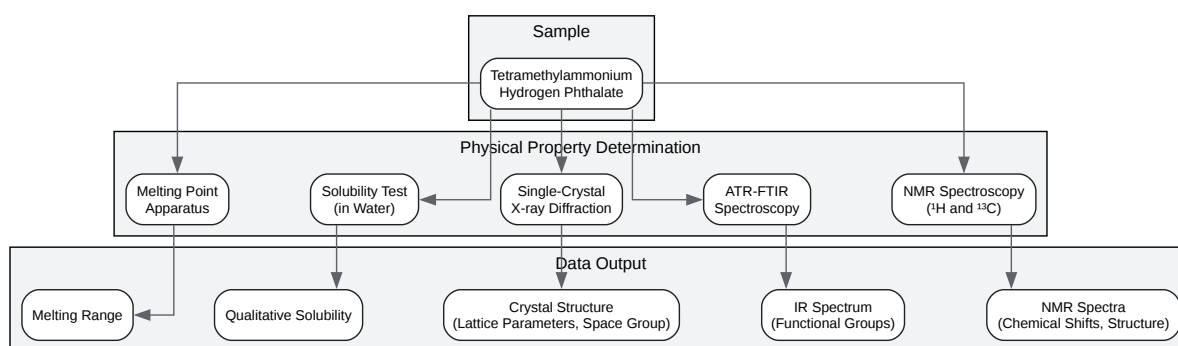 Sample
Tetramethylammonium
Hydrogen Phthalate
Physical Property Determination
Melting Point
Apparatus
Solubility Test
(in Water)
Single-Crystal
X-ray Diffraction
ATR-FTIR
Spectroscopy
NMR Spectroscopy
(¹H and ¹³C)
Data Output
Melting Range
Qualitative Solubility
Crystal Structure
(Lattice Parameters, Space Group)
IR Spectrum
(Functional Groups)
NMR Spectra
(Chemical Shifts, Structure)